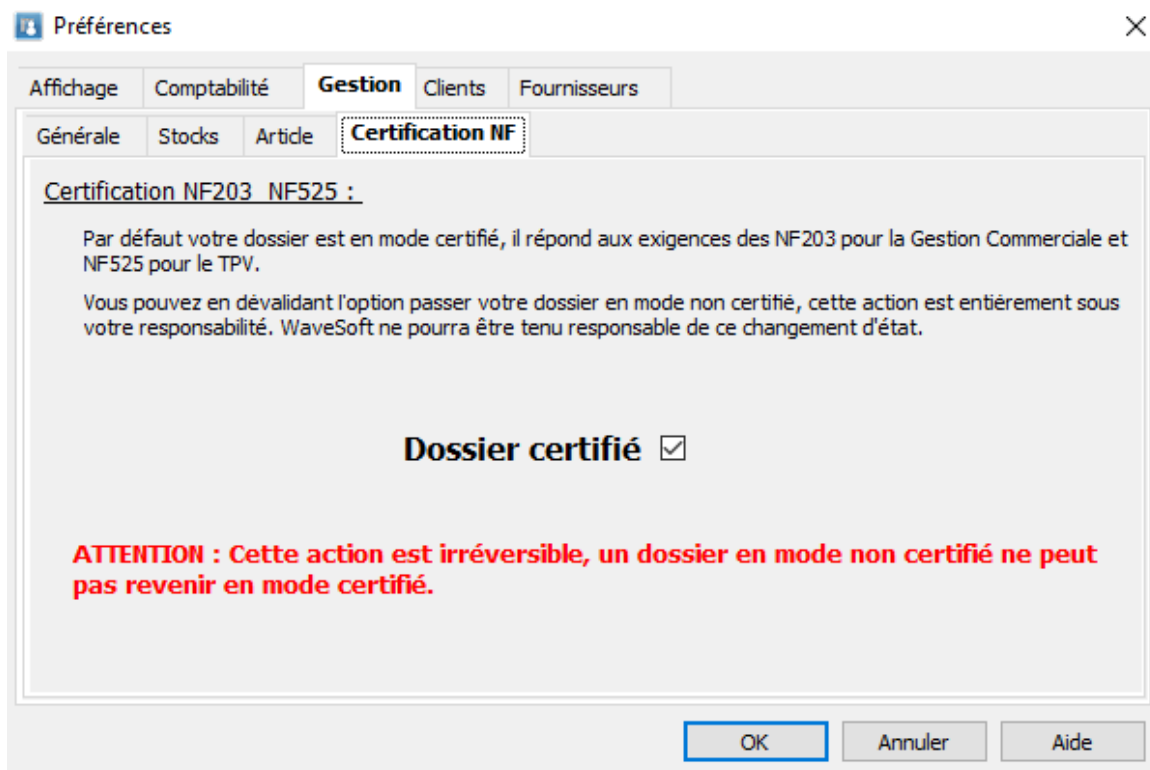 Préférences
Affichage Comptabilité Gestion Clients Fournisseurs
Générale Stocks Article Certification NF
Certification NF203 NF525 :
Par défaut votre dossier est en mode certifié, il répond aux exigences des NF203 pour la Gestion Commerciale et
NF525 pour le TPV.
Vous pouvez en dévalidant l'option passer votre dossier en mode non certifié, cette action est entièrement sous
votre responsabilité. WaveSoft ne pourra être tenu responsable de ce changement d'état.
Dossier certifié
ATTENTION : Cette action est irréversible, un dossier en mode non certifié ne peut
pas revenir en mode certifié.
OK Annuler Aide